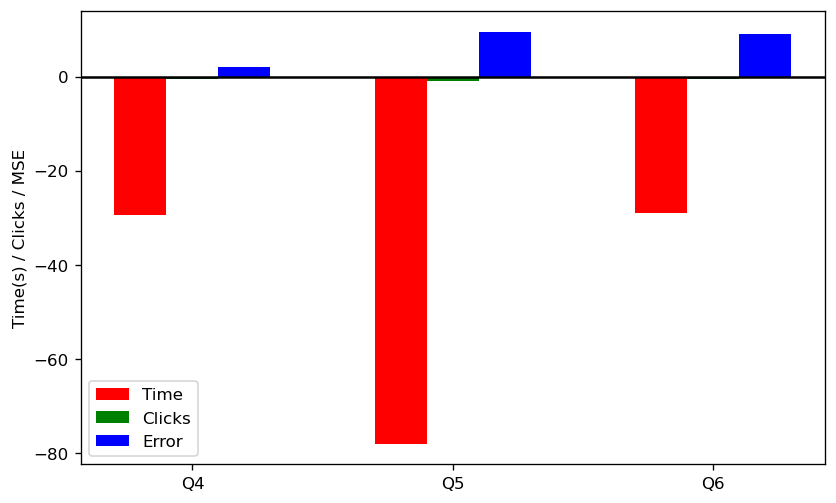 Time(s) / Clicks / MSE
0
−20
−40
−60
−80
Time
Clicks
Error
Q4
Q5
Q6